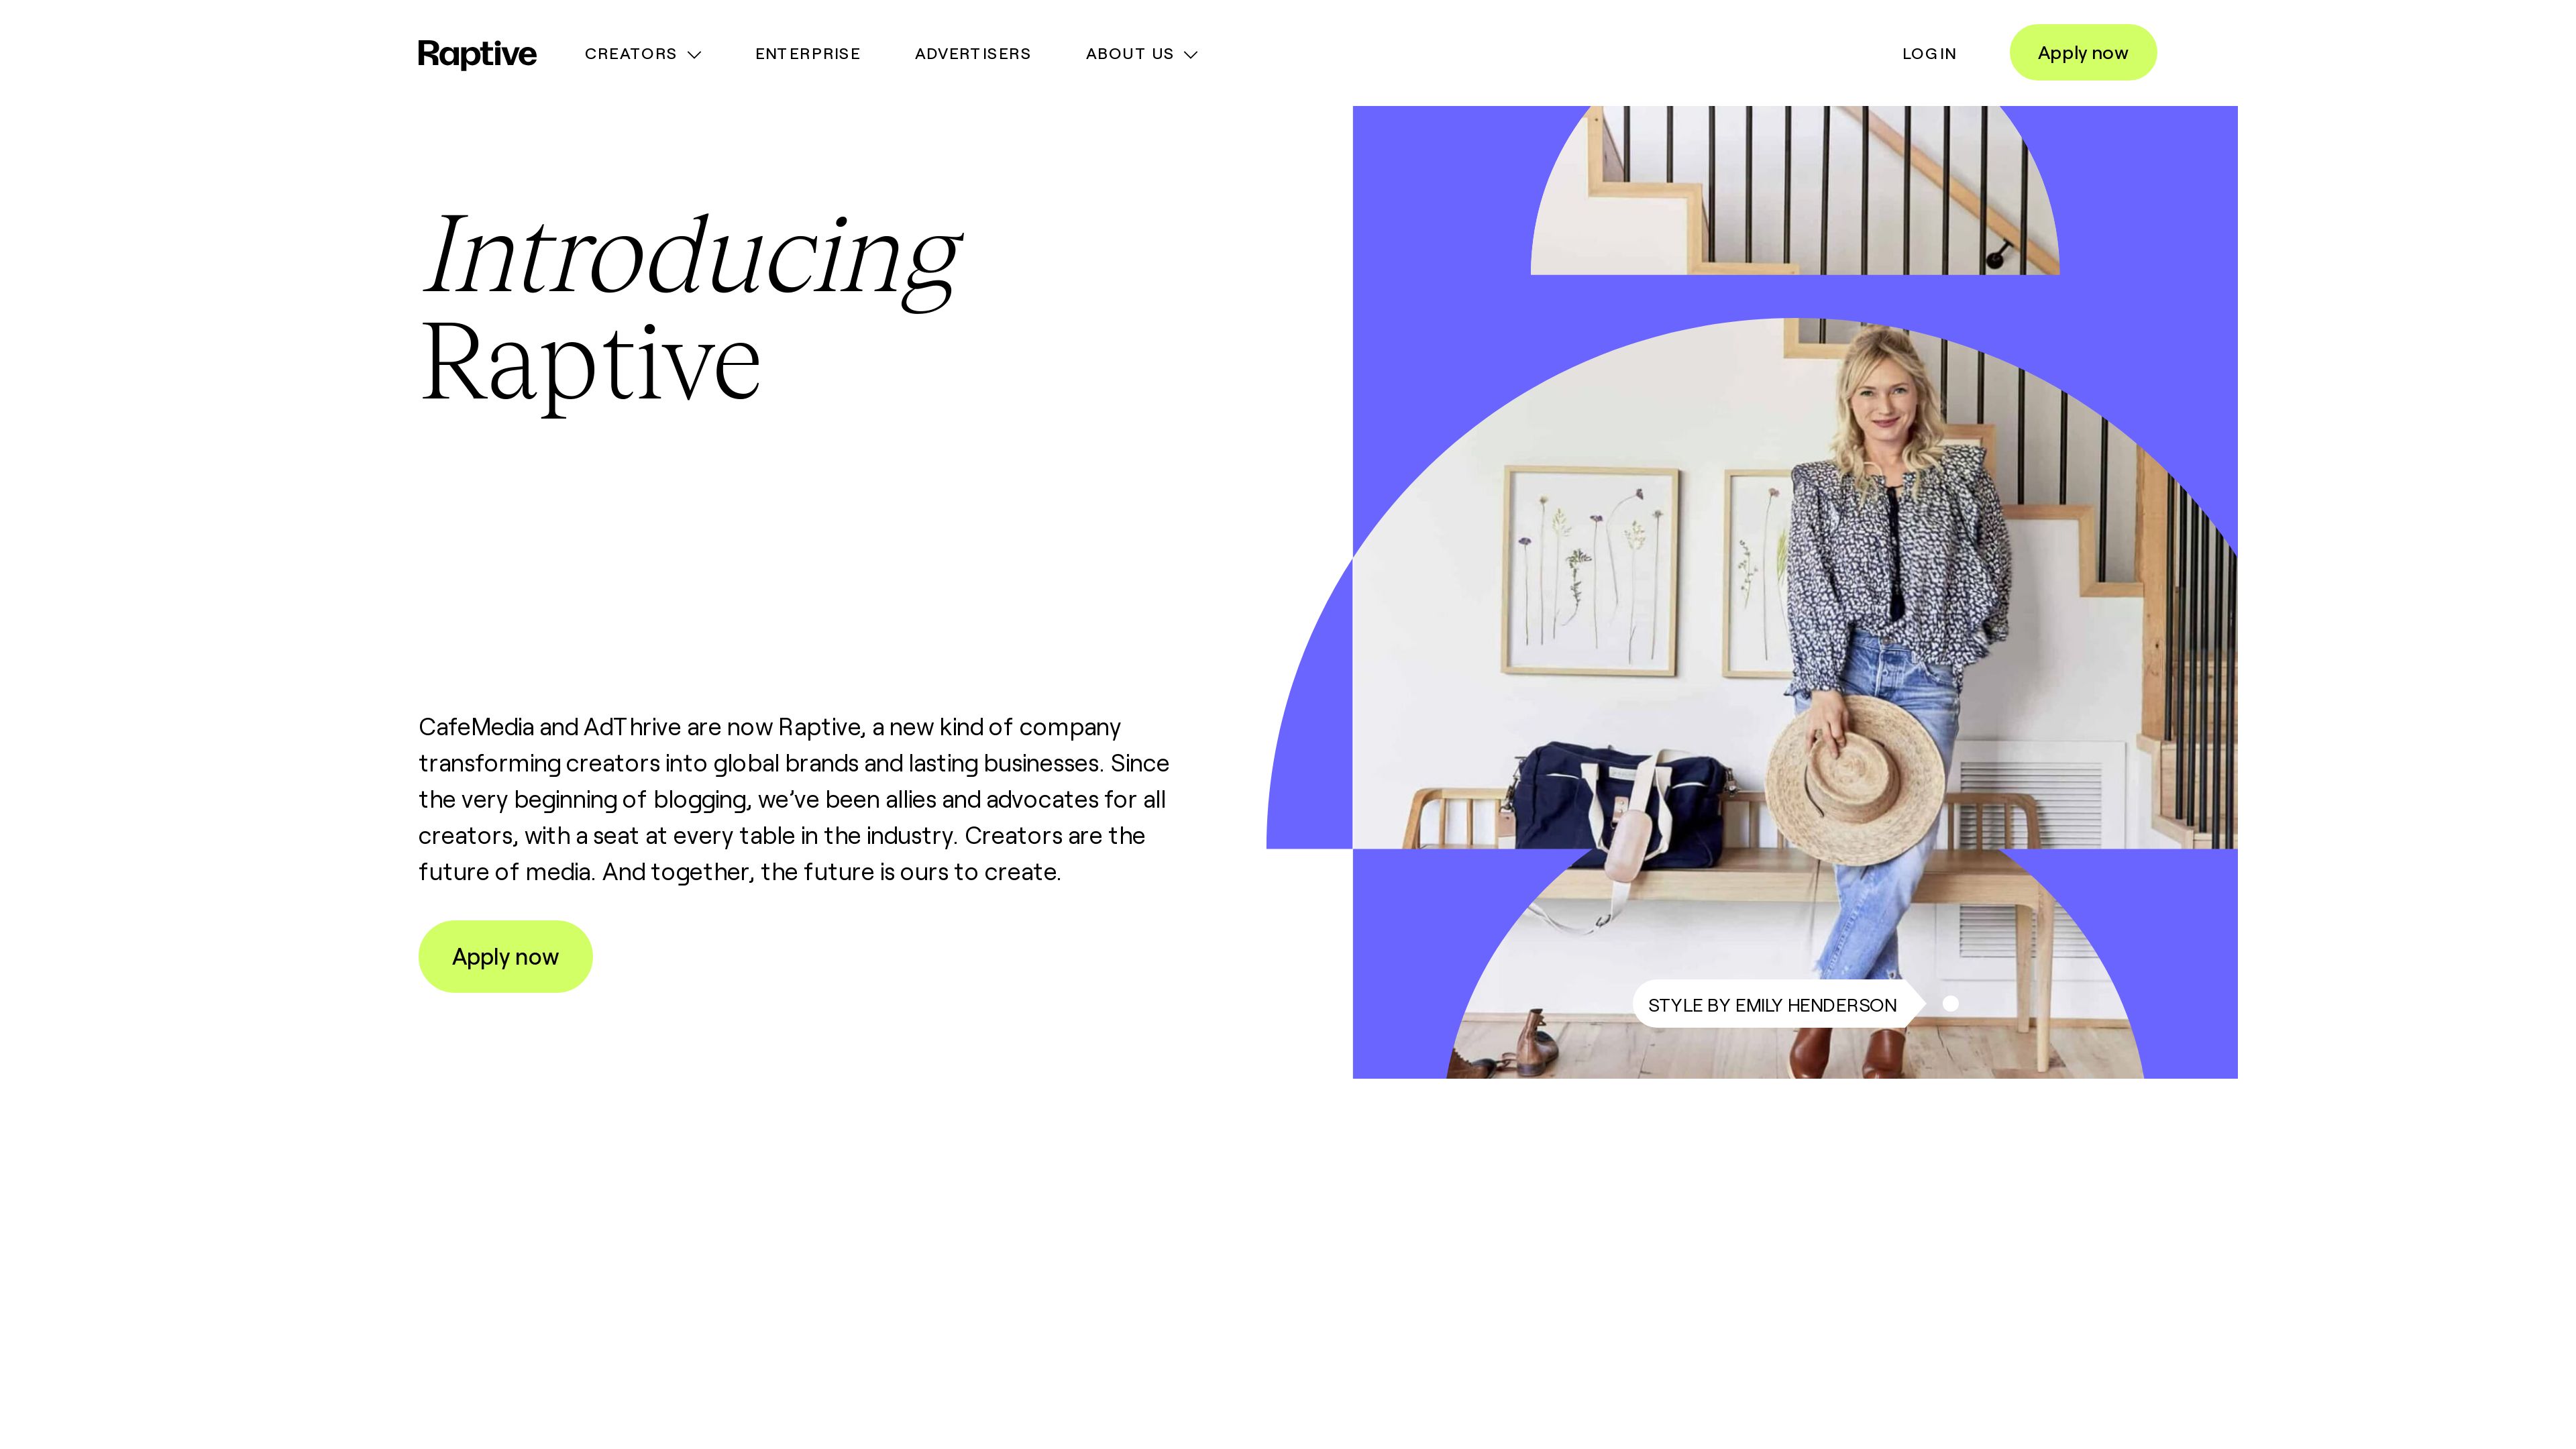 Raptive
CREATORS
ENTERPRISE
ADVERTISERS
ABOUT US
LOGIN
Apply now
Introducing
Raptive
CafeMedia and AdThrive are now Raptive, a new kind of company
transforming creators into global brands and lasting businesses. Since
the very beginning of blogging, we’ve been allies and advocates for all
creators, with a seat at every table in the industry. Creators are the
future of media. And together, the future is ours to create.
Apply now
STYLE BY EMILY HENDERSON